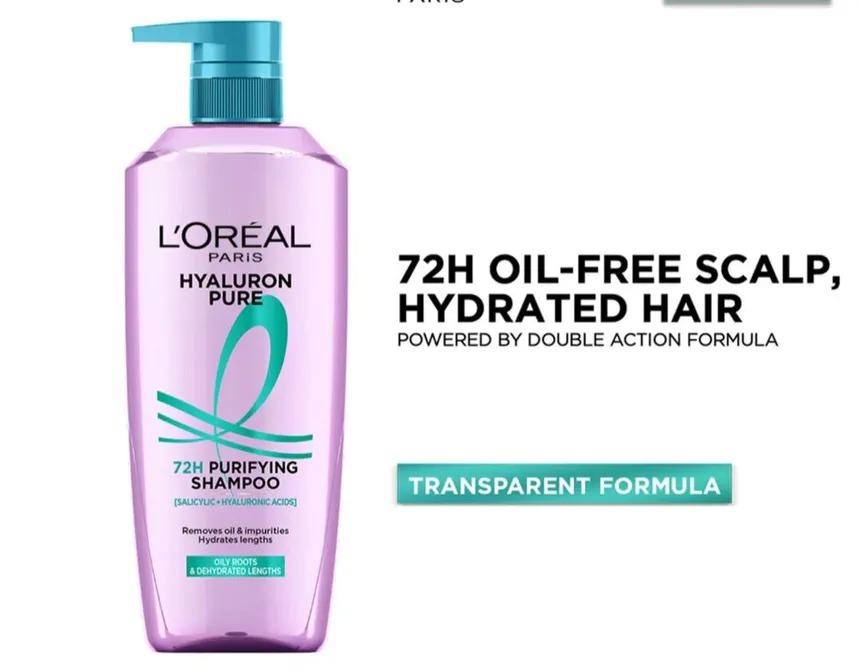 PARIS
L'ORÉAL
PARIS
HYALURON
PURE
72H PURIFYING
SHAMPOO
[SALICYLIC + HYALURONIC ACIDS]
Removes oil & impurities
Hydrates lengths
OILY ROOTS
& DEHYDRATED LENGTHS
72H OIL-FREE SCALP,
HYDRATED HAIR
POWERED BY DOUBLE ACTION FORMULA
TRANSPARENT FORMULA